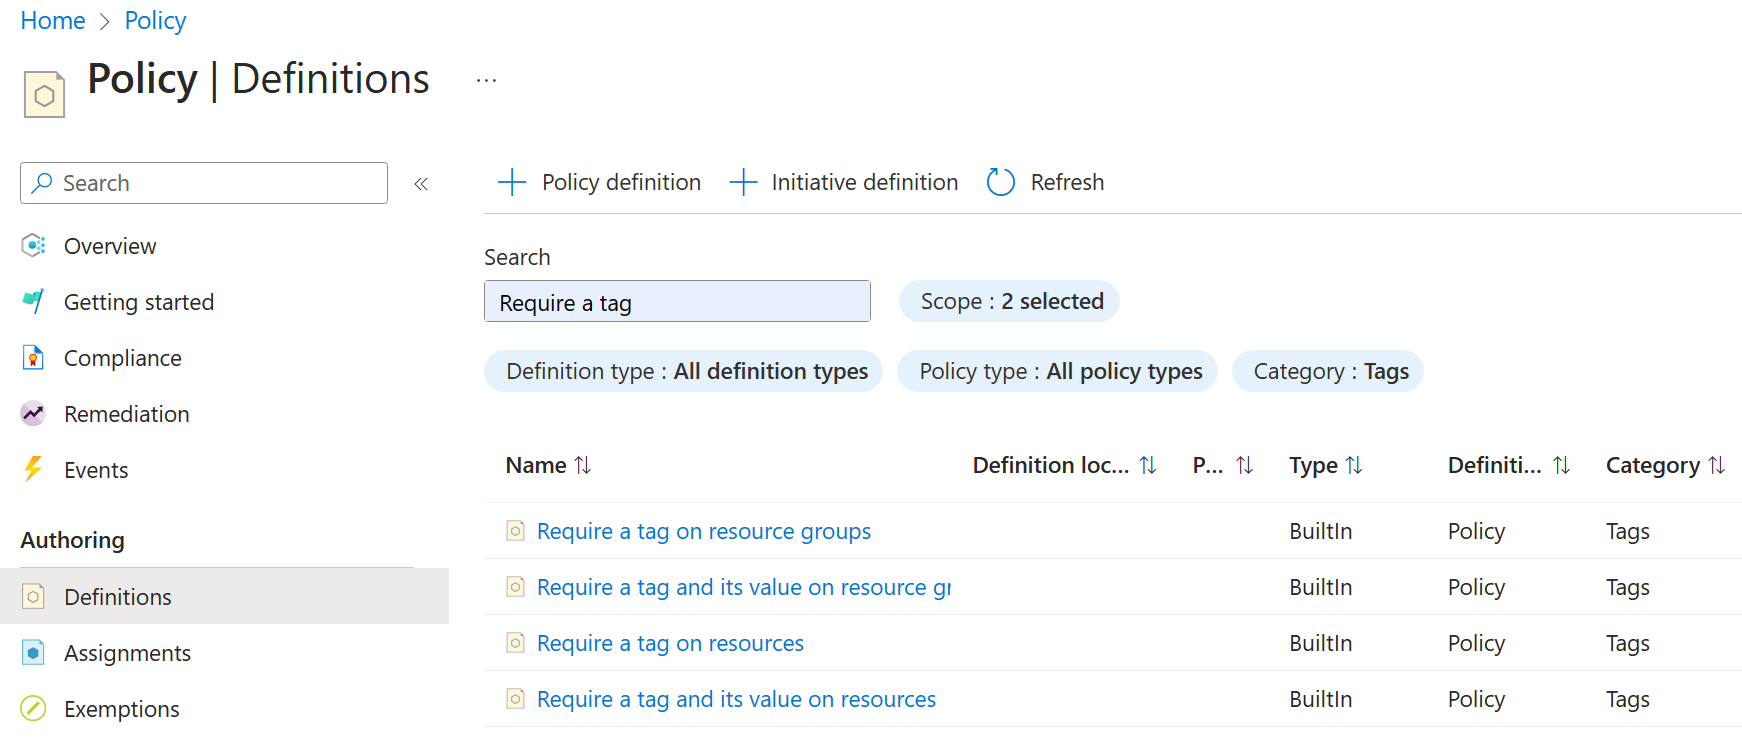 Home > Policy
Policy | Definitions ...
Search «
Overview
Getting started
Compliance
Remediation
Events
Authoring
Definitions
Assignments
Exemptions
+ Policy definition + Initiative definition Refresh
Search
Require a tag Scope : 2 selected
Definition type : All definition types Policy type : All policy types Category : Tags
Name Definition loc... P... Type Definiti... Category
Require a tag on resource groups BuiltIn Policy Tags
Require a tag and its value on resource gr BuiltIn Policy Tags
Require a tag on resources BuiltIn Policy Tags
Require a tag and its value on resources BuiltIn Policy Tags